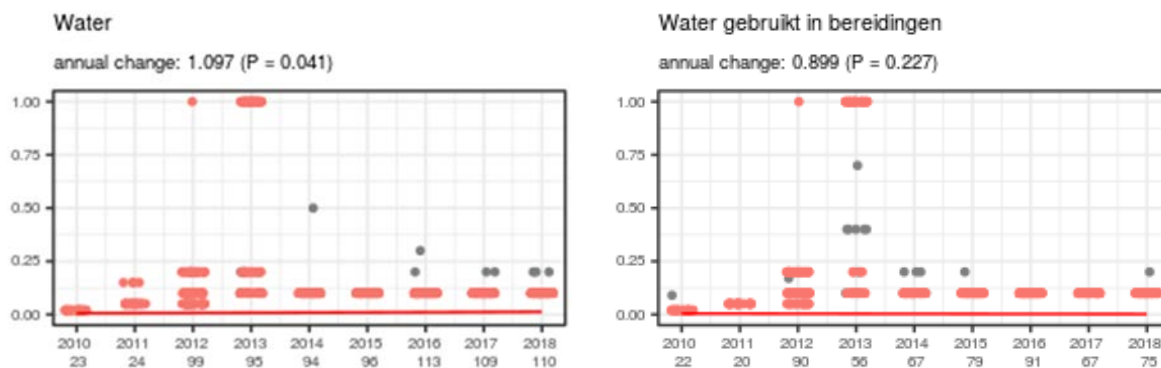 Water
annual change: 1.097 (P = 0.041)
1.00
0.75
0.50
0.25
0.00
2010 2011 2012 2013 2014 2015 2016 2017 2018
23 24 99 95 94 96 113 109 110
Water gebruikt in bereidingen
annual change: 0.899 (P = 0.227)
1.00
0.75
0.50
0.25
0.00
2010 2011 2012 2013 2014 2015 2016 2017 2018
22 20 90 56 67 79 91 67 75